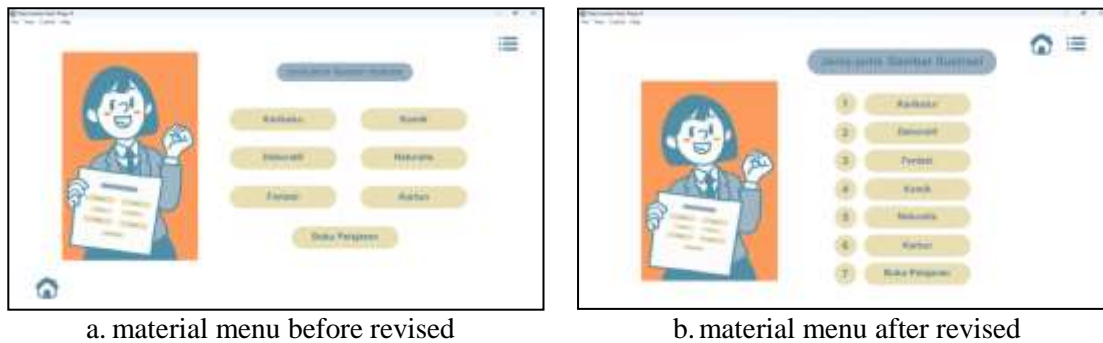 Karikatur
Komik
Dekoratif
Naturalis
Fantasi
Kartun
Buku Pelajaran
a. material menu before revised
Jenis-jenis Gambar Ilustrasi
1 Karikatur
2 Dekoratif
3 Fantasi
4 Komik
5 Naturalis
6 Kartun
7 Buku Pelajaran
b. material menu after revised